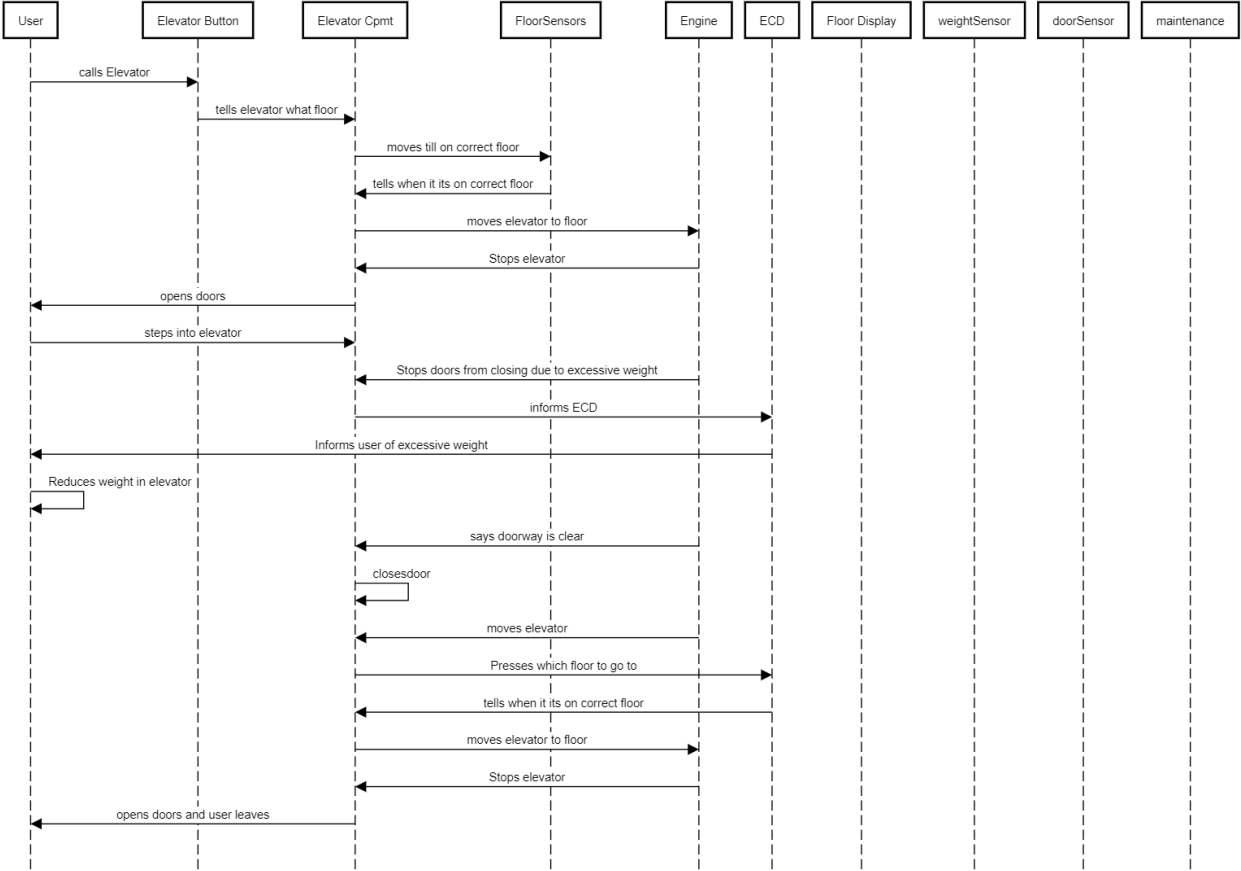 User
Elevator Button
Elevator Cpmt
FloorSensors
Engine
ECD
Floor Display
weightSensor
doorSensor
maintenance
calls Elevator
tells elevator what floor
moves till on correct floor
tells when it its on correct floor
moves elevator to floor
Stops elevator
opens doors
steps into elevator
Stops doors from closing due to excessive weight
informs ECD
Informs user of excessive weight
Reduces weight in elevator
says doorway is clear
closesdoor
moves elevator
Presses which floor to go to
tells when it its on correct floor
moves elevator to floor
Stops elevator
opens doors and user leaves